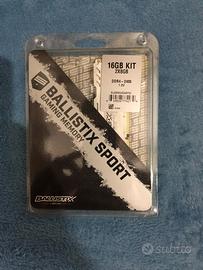 16GB KIT
2X8GB
DDR4-2400
BALLISTIX SPORT
GAMING MEMORY
BALLISTIX
subito